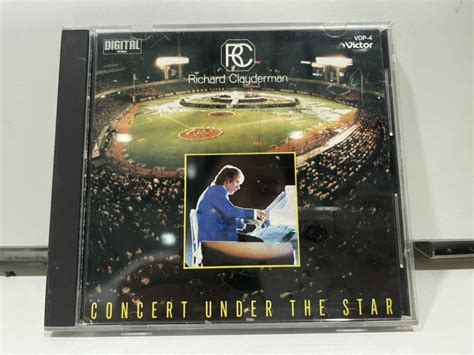 DIGITAL
RC
Richard Clayderman
VDP-4
Victor
CONCERT UNDER THE STAR